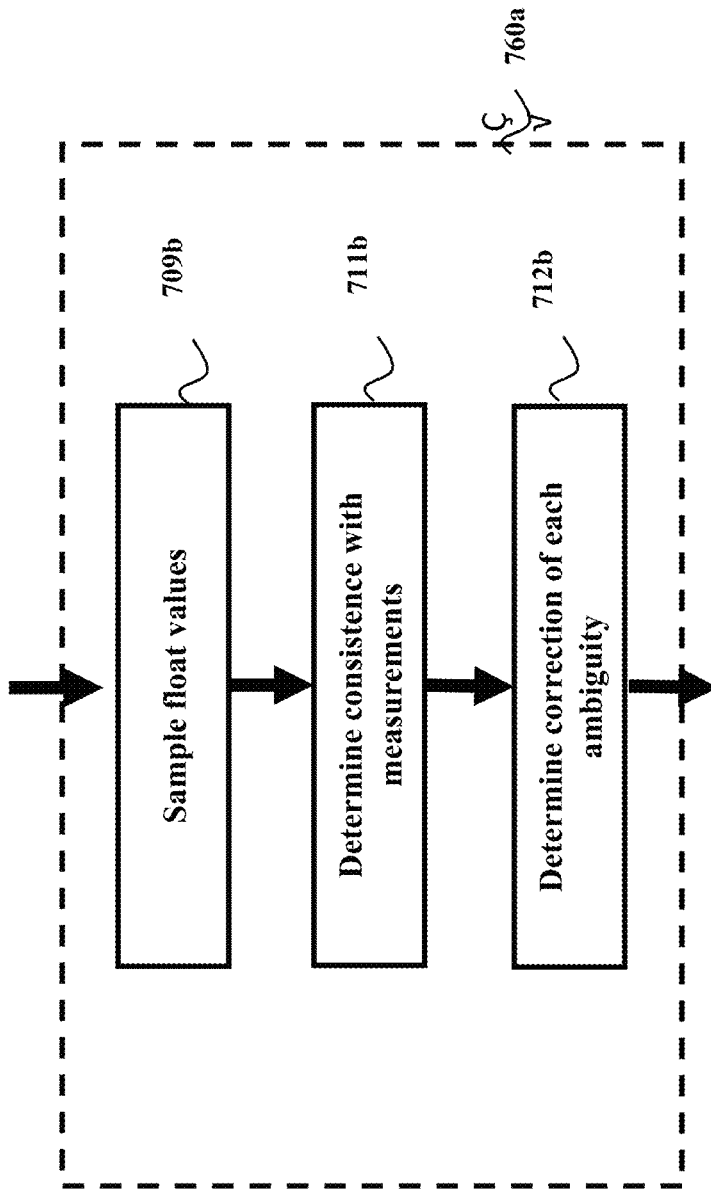 760a
709b
Sample float values
711b
Determine consistence with
measurements
712b
Determine correction of each
ambiguity